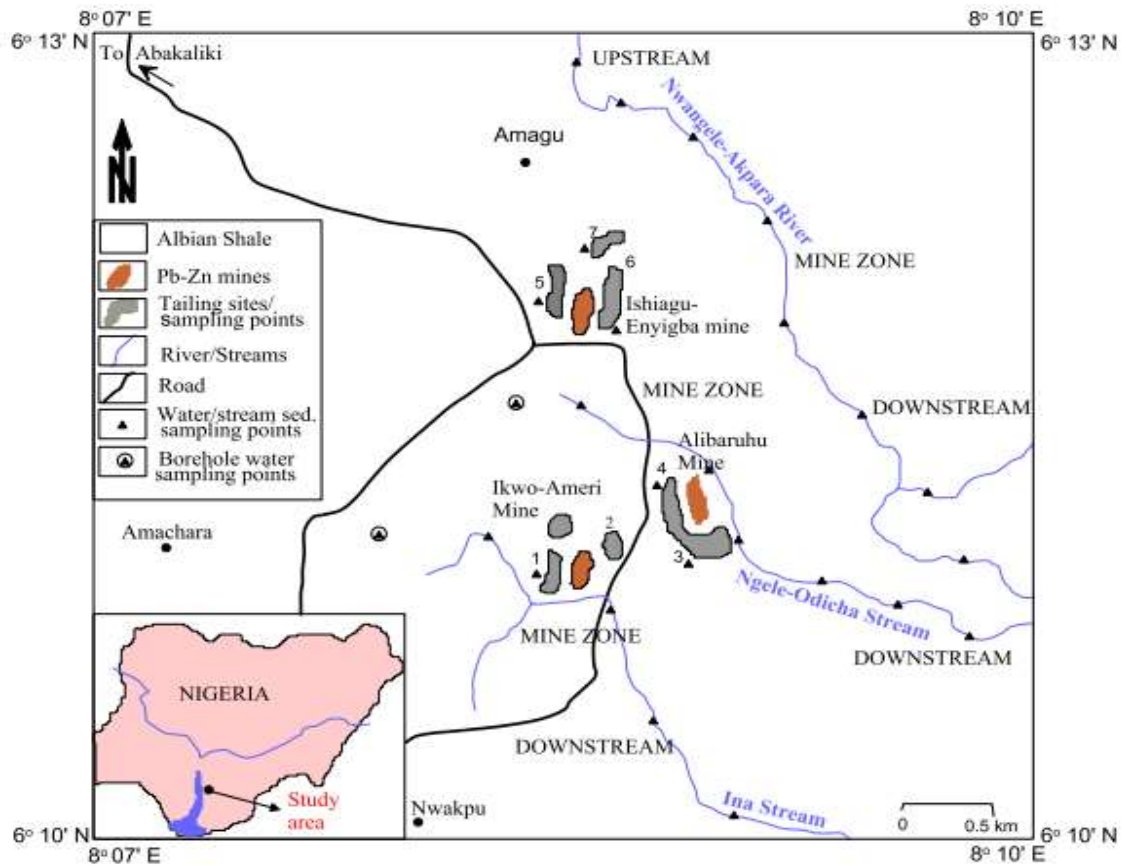 8° 07' E
8° 10' E
6° 13' N
6° 13' N
To Abakaliki
UPSTREAM
Nwangele-Akpara River
Amagu
N
Albian Shale
Pb-Zn mines
Tailing sites/
sampling points
River/Streams
Road
Water/stream sed.
sampling points
Borehole water
sampling points
7
6
5
MINE ZONE
Ishiagu-
Enyigba mine
MINE ZONE
DOWNSTREAM
Alibaruhu
Mine
4
Ikwo-Ameri
Mine
2
1
3
Amachara
Ngele-Odicha Stream
MINE ZONE
DOWNSTREAM
NIGERIA
DOWNSTREAM
Study
area
Nwakpu
Ina Stream
0 0.5 km
6° 10' N
6° 10' N
8° 07' E
8° 10' E